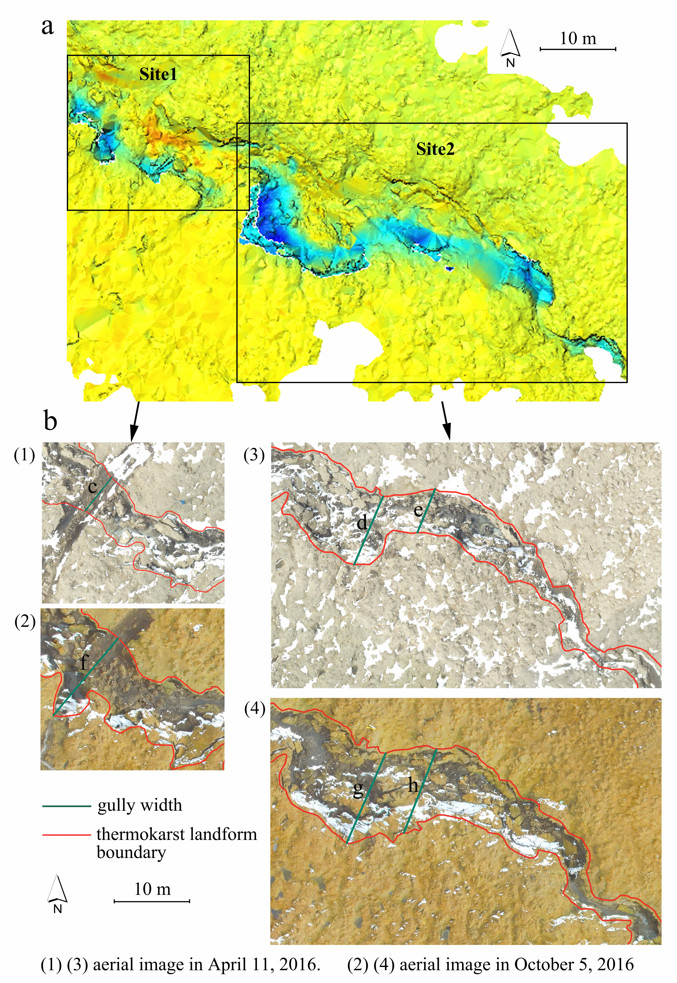 a
N
10 m
Site1
Site2
b
(1)
c
(3)
d
e
(2)
f
(4)
g
h
gully width
thermokarst landform
boundary
N
10 m
(1) (3) aerial image in April 11, 2016. (2) (4) aerial image in October 5, 2016